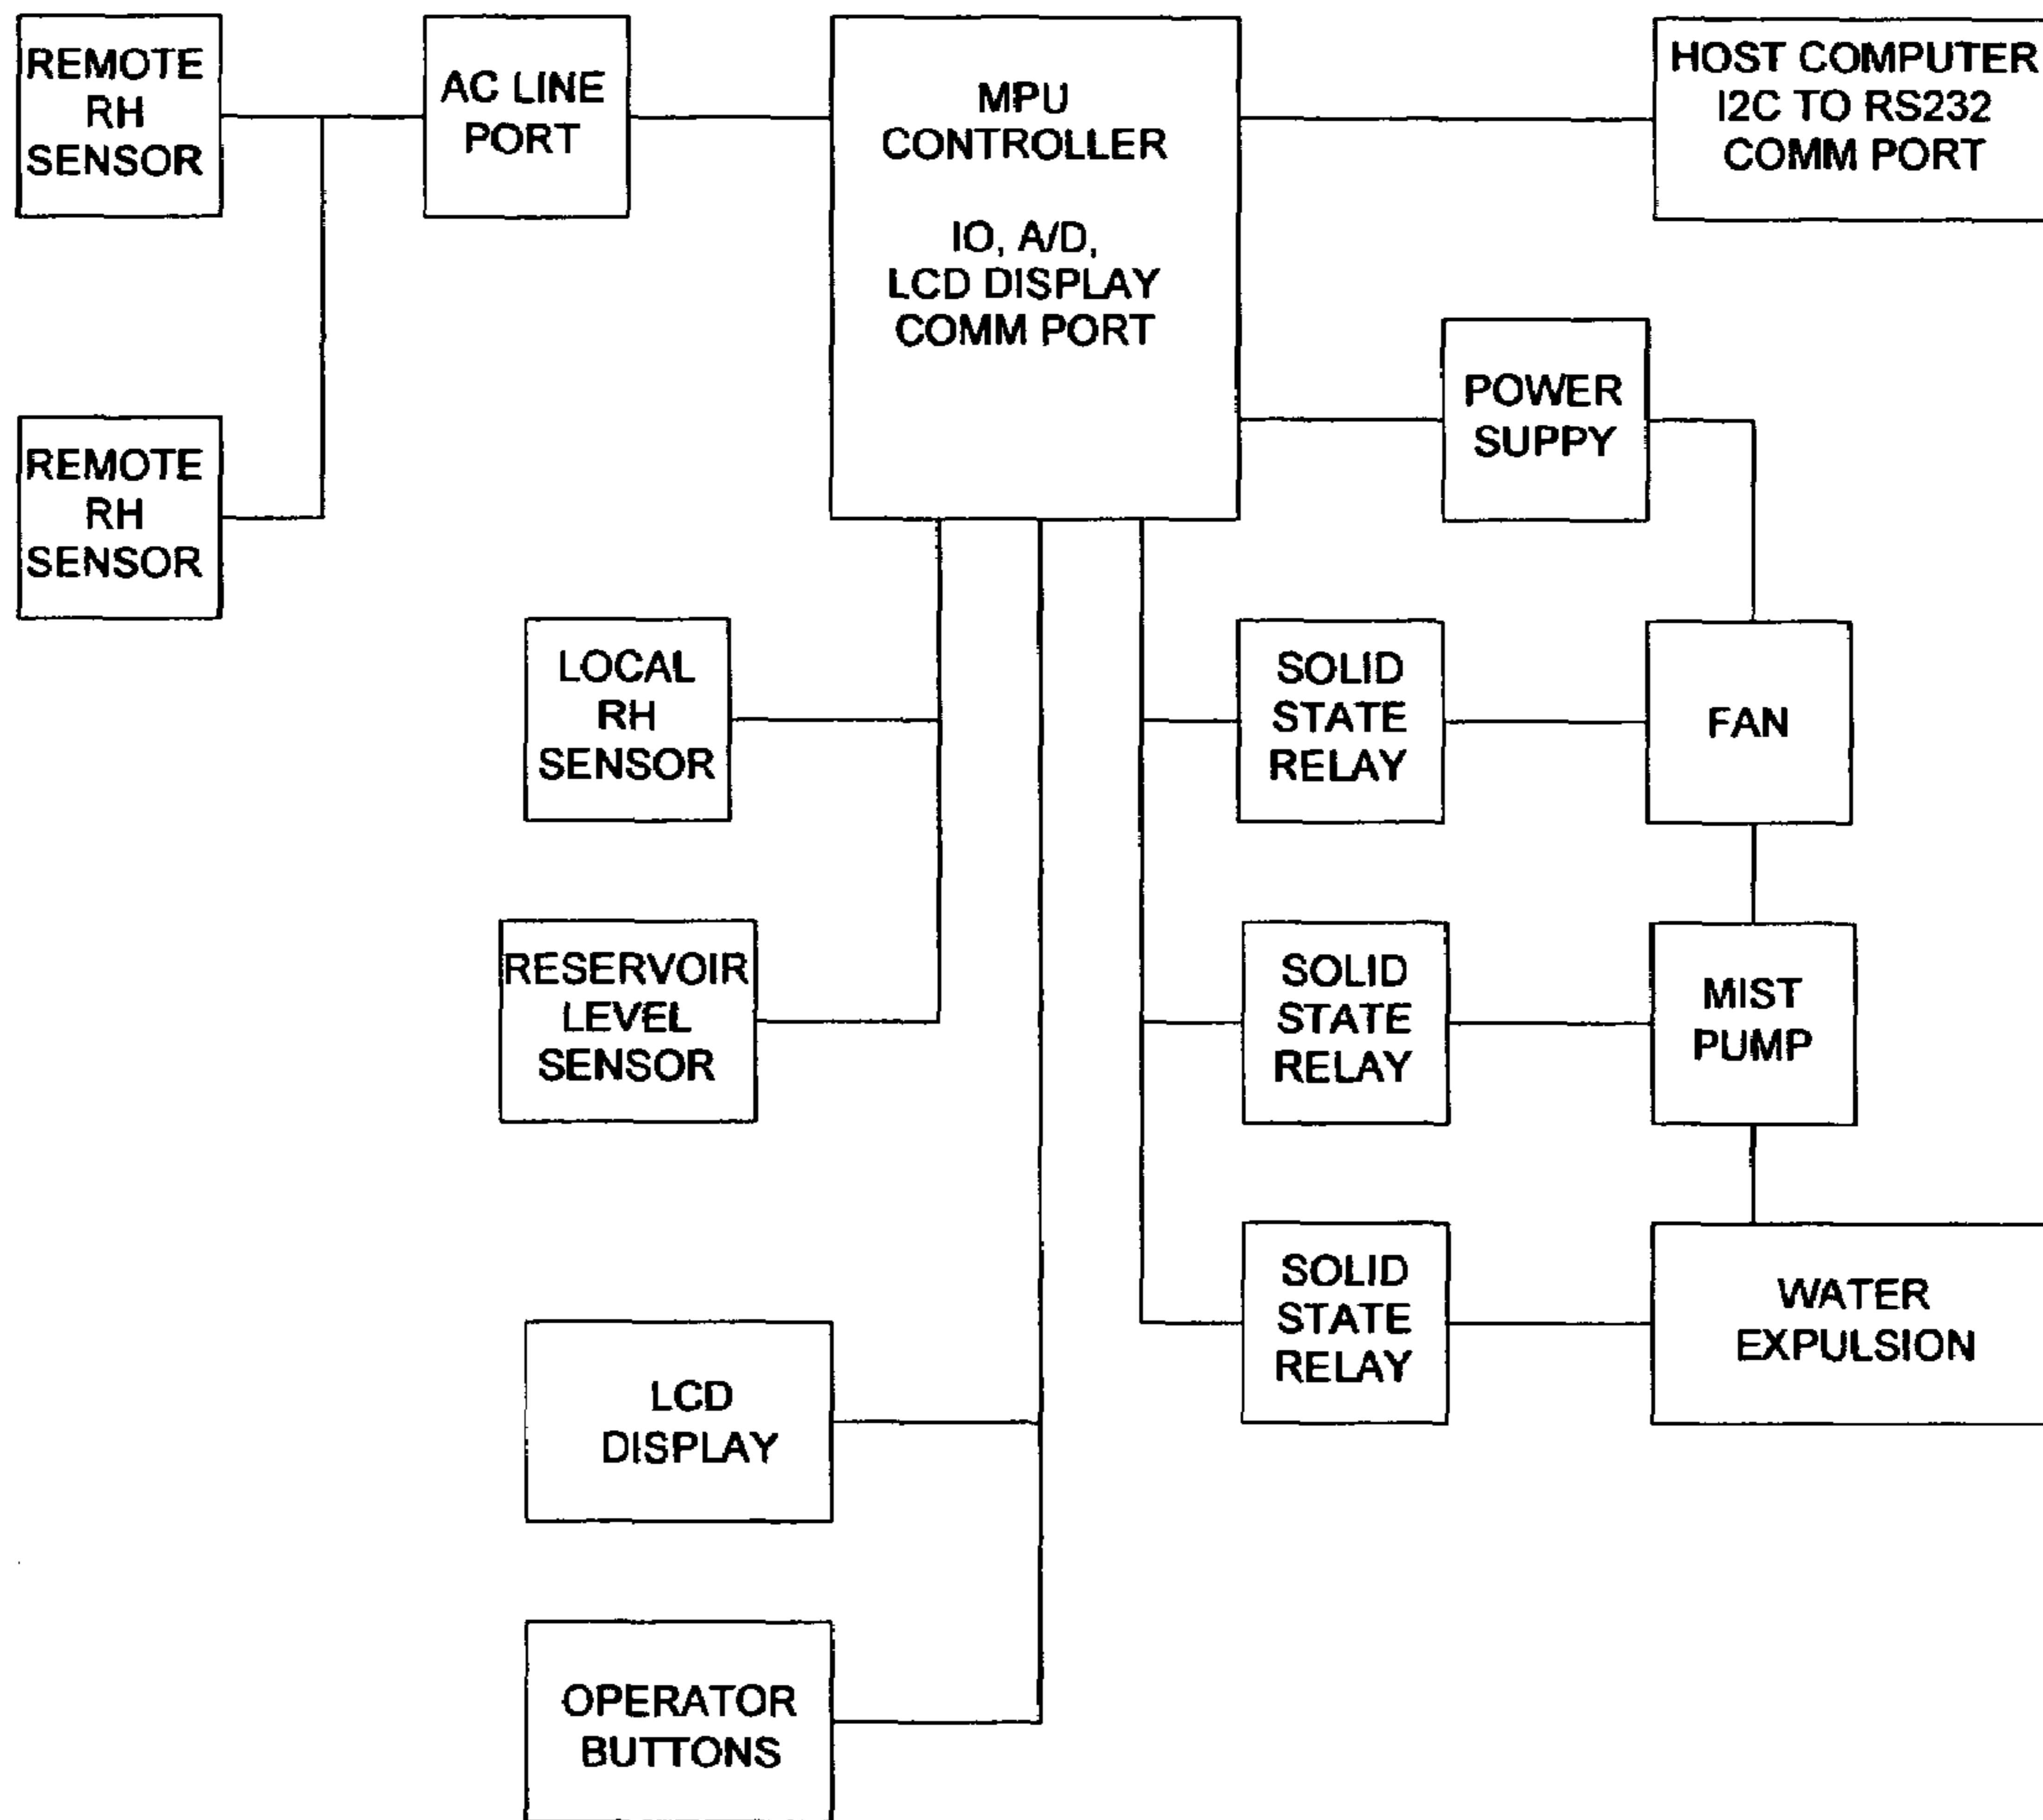 REMOTE
RH
SENSOR
AC LINE
PORT
MPU
CONTROLLER
IO, A/D,
LCD DISPLAY
COMM PORT
HOST COMPUTER
I2C TO RS232
COMM PORT
POWER
SUPPY
REMOTE
RH
SENSOR
LOCAL
RH
SENSOR
SOLID
STATE
RELAY
FAN
RESERVOIR
LEVEL
SENSOR
SOLID
STATE
RELAY
MIST
PUMP
SOLID
STATE
RELAY
WATER
EXPULSION
LCD
DISPLAY
OPERATOR
BUTTONS